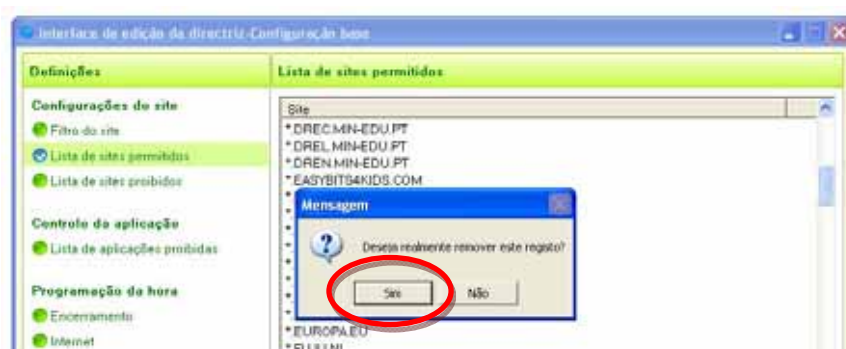 Interface de edição da directriz-Configuração base
Definições
Lista de sites permitidos
Configurações do site
Filtro do site
Lista de sites permitidos
Lista de sites proibidos
Controlo da aplicação
Lista de aplicações proibidas
Programação da hora
Encerramento
Internet
Site
*DREC.MIN-EDU.PT
*DREL.MIN-EDU.PT
*DREN.MIN-EDU.PT
*EASYBITS4KIDS.COM
Mensagem
Deseja realmente remover este registo?
Sim
Não
*EUROPA.EU